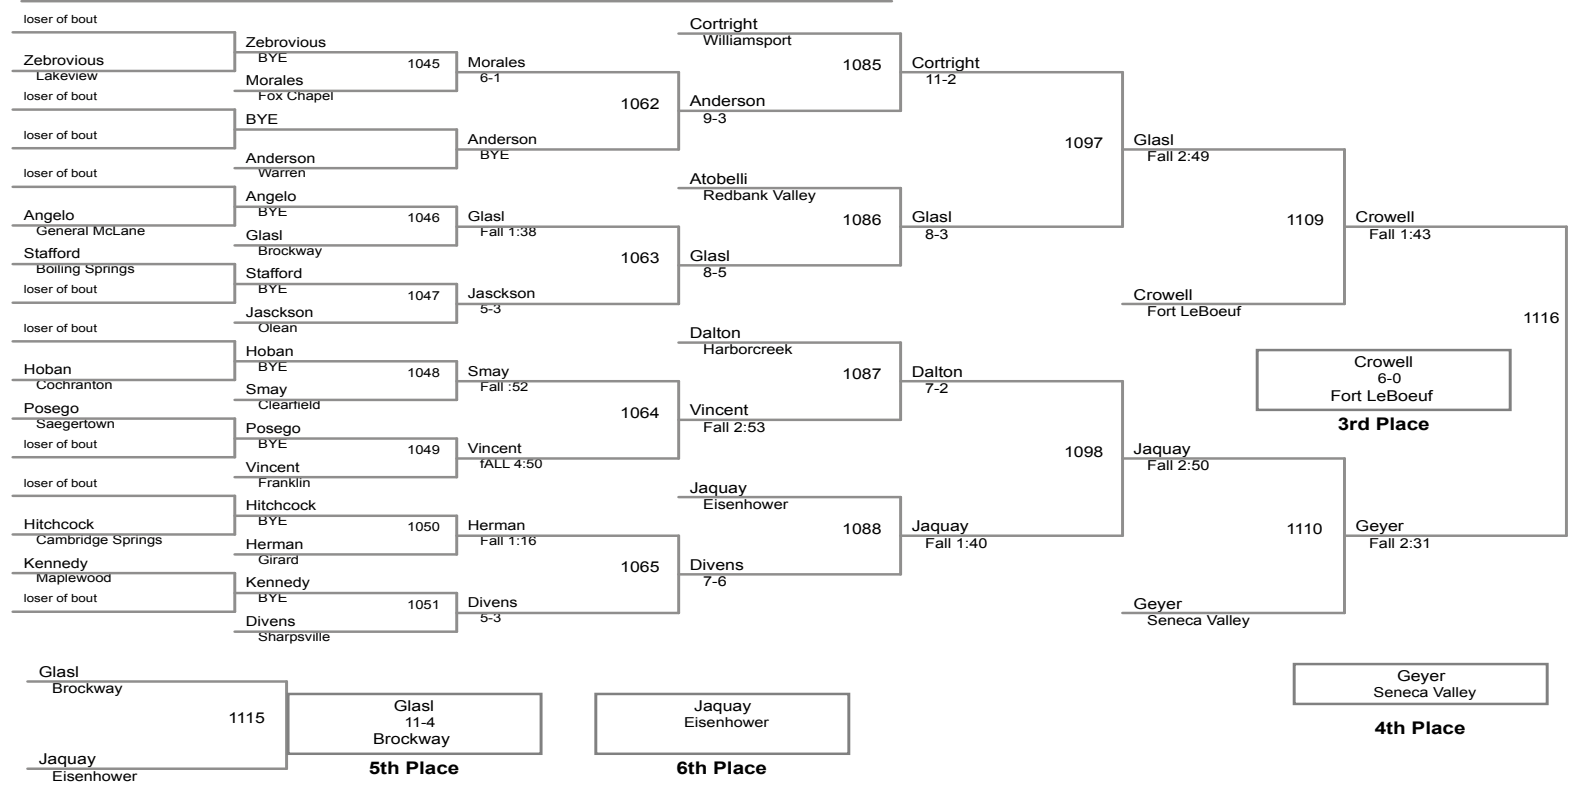 loser of bout
Zebrovious
Lakeview
loser of bout
loser of bout
loser of bout
Angelo
General McLane
Stafford
Boiling Springs
loser of bout
loser of bout
Hoban
Cochranton
Posego
Saegertown
loser of bout
loser of bout
Hitchcock
Cambridge Springs
Kennedy
Maplewood
loser of bout
Zebrovious
BYE
1045
Morales
Fox Chapel
BYE
Anderson
Warren
Angelo
BYE
1046
Glasl
Brockway
Stafford
BYE
1047
Jasckson
Olean
Hoban
BYE
1048
Smay
Clearfield
Posego
BYE
1049
Vincent
Franklin
Hitchcock
BYE
1050
Herman
Girard
Kennedy
BYE
1051
Divens
Sharpsville
Morales
6-1
1062
Anderson
BYE
Glasl
Fall 1:38
1063
Jasckson
5-3
Smay
Fall :52
1064
Vincent
fALL 4:50
Herman
Fall 1:16
1065
Divens
5-3
Cortright
Williamsport
1085
Anderson
9-3
Atobelli
Redbank Valley
1086
Glasl
8-5
Dalton
Harborcreek
1087
Vincent
Fall 2:53
Jaquay
Eisenhower
1088
Divens
7-6
Cortright
11-2
1097
Glasl
8-3
Dalton
7-2
1098
Jaquay
Fall 1:40
Glasl
Fall 2:49
1109
Crowell
Fort LeBoeuf
Jaquay
Fall 2:50
1110
Geyer
Seneca Valley
Crowell
Fall 1:43
1116
Geyer
Fall 2:31
Crowell
6-0
Fort LeBoeuf
3rd Place
Geyer
Seneca Valley
4th Place
Glasl
Brockway
1115
Jaquay
Eisenhower
Glasl
11-4
Brockway
5th Place
Jaquay
Eisenhower
6th Place